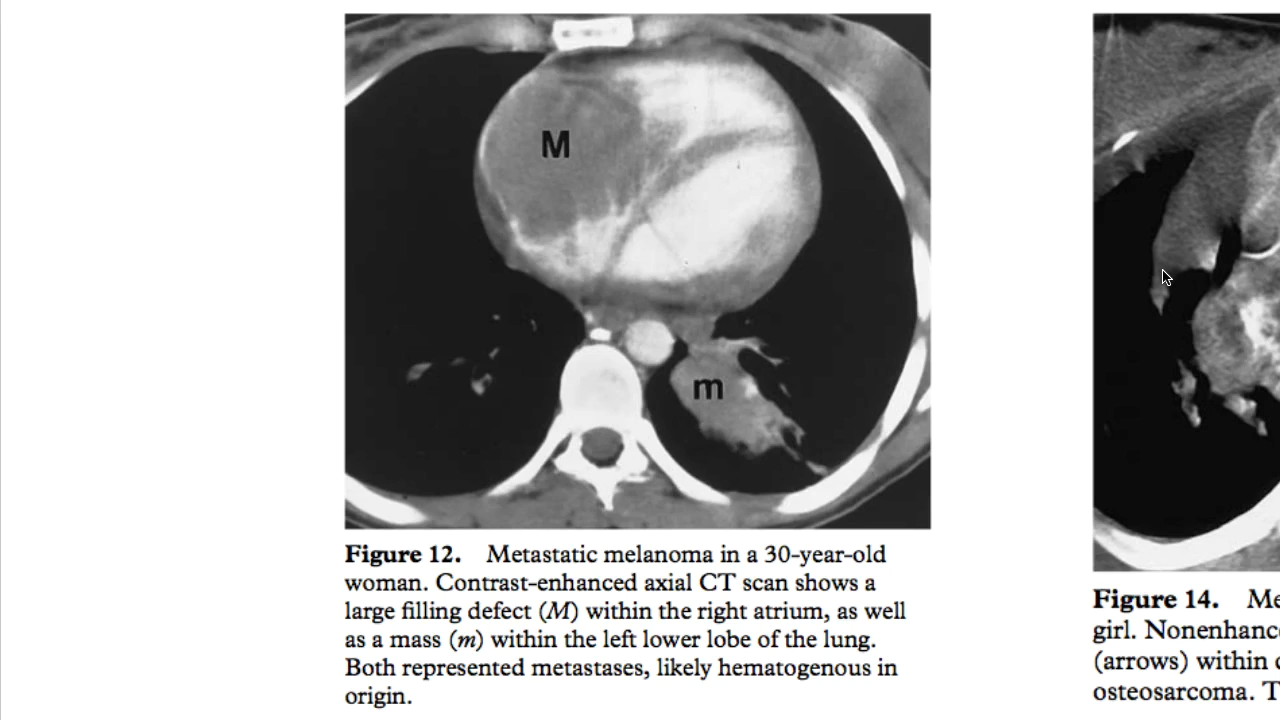 M
m
Figure 12. Metastatic melanoma in a 30-year-old
woman. Contrast-enhanced axial CT scan shows a
large filling defect (M) within the right atrium, as well
as a mass (m) within the left lower lobe of the lung.
Both represented metastases, likely hematogenous in
origin.
Figure 14. Me
girl. Nonenhanc
(arrows) within
osteosarcoma. T